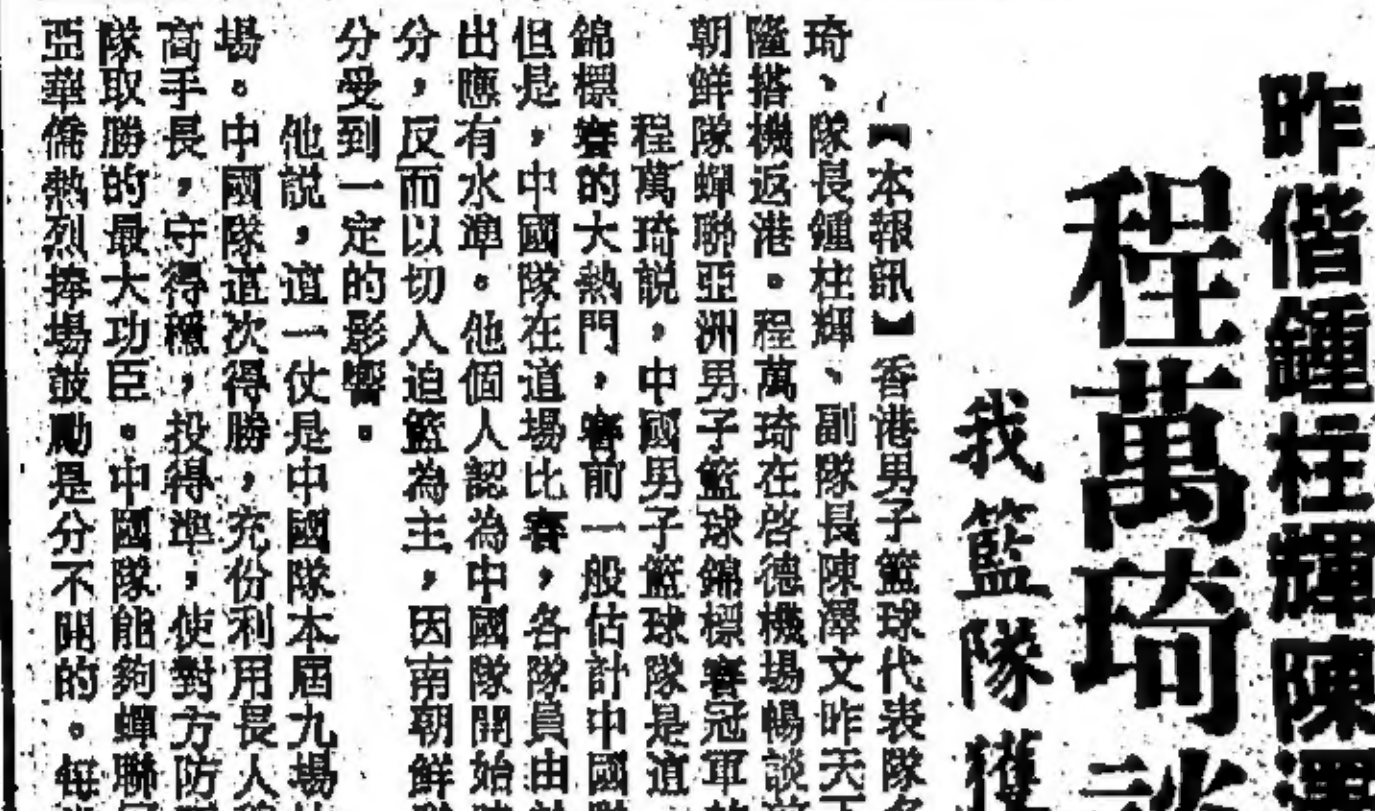 昨偕鍾柱輝陳澤
程萬琦談
我籃隊獲
【本報訊】香港男子籃球代表隊名
琦、隊長鍾柱輝、副隊長陳澤文昨天下
隆搭機返港。程萬琦在啓德機場暢談
朝鮮隊蟬聯亞洲男子籃球錦標賽冠軍的
程萬琦説,中國男子籃球隊是這
錦標賽的大熱門,賽前一般估計中國
但是,中國隊在這場比賽,各隊員由於
出應有水準。他個人認為中國隊開始
分,反而以切入迫籃為主,因南朝鮮
分受到一定的影響。
他説,這一仗是中國隊本屆九場
場。中國隊這次得勝,充份利用長人
高手長,守得穩,投得準,使對方防
隊取勝的最大功臣。中國隊能夠蟬聯
亞華僑熱烈捧場鼓勵是分不開的。每